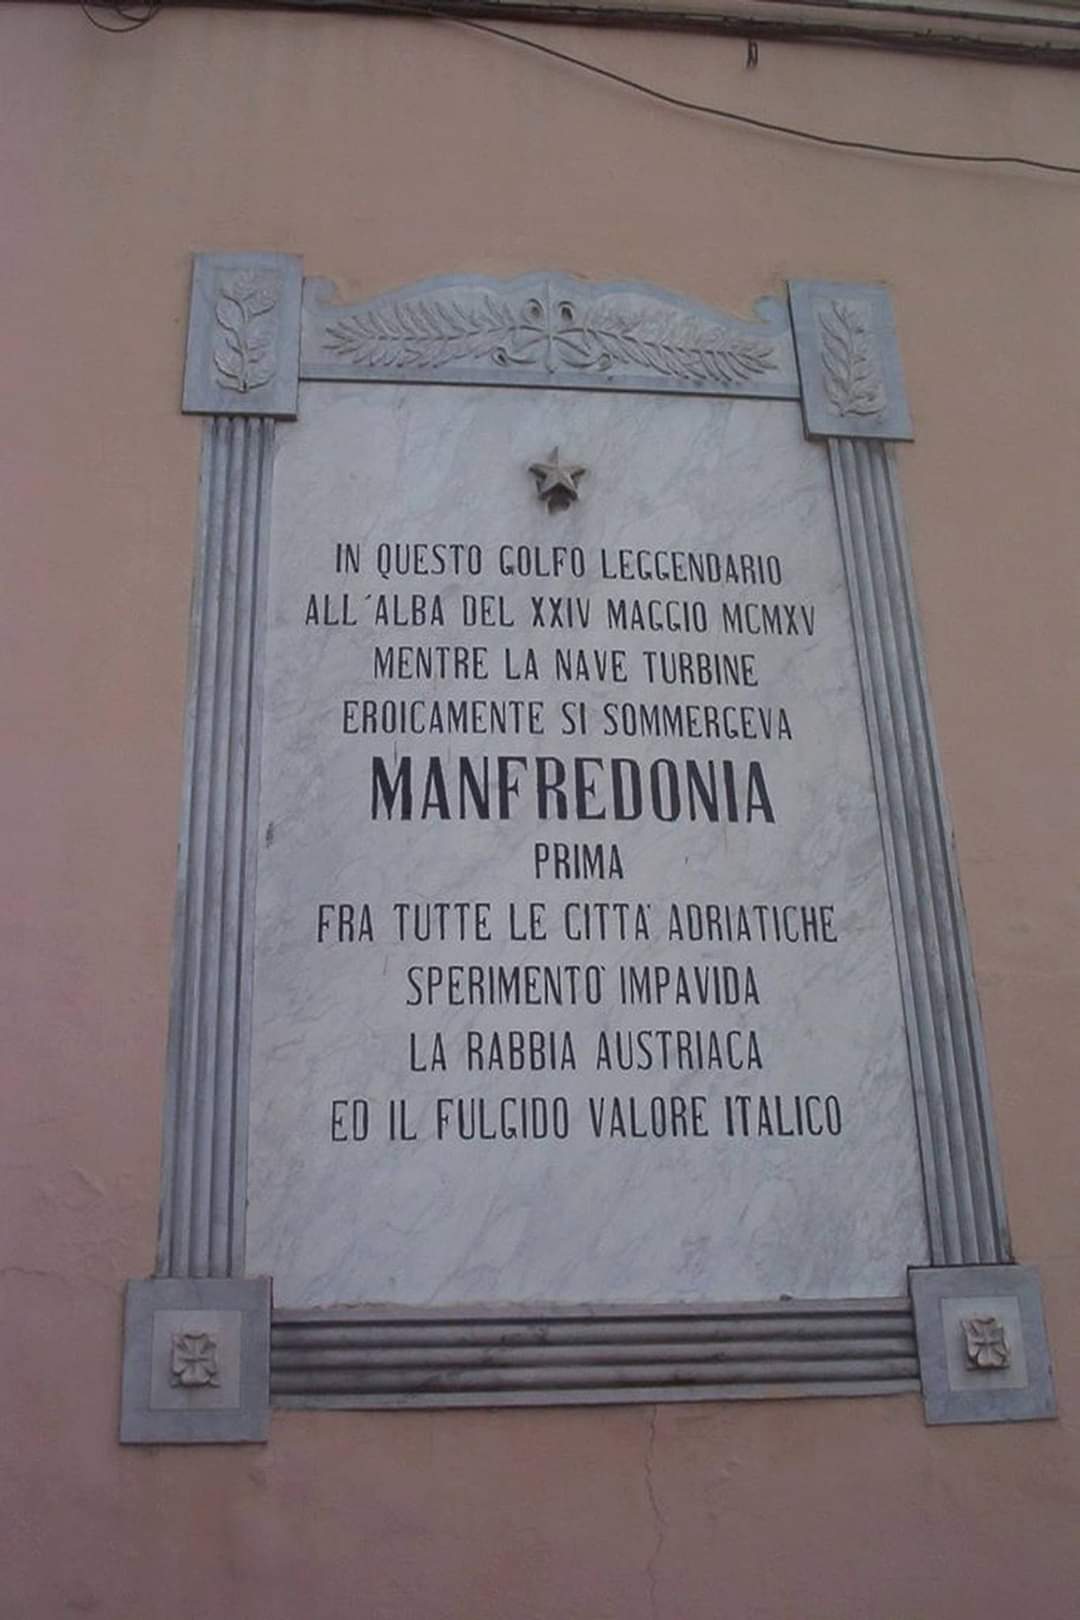 IN QUESTO GOLFO LEGGENDARIO
ALL'ALBA DEL XXIV MAGGIO MCMXV
MENTRE LA NAVE TURBINE
EROICAMENTE SI SOMMERGEVA
MANFREDONIA
PRIMA
FRA TUTTE LE CITTA' ADRIATICHE
SPERIMENTO' IMPAVIDA
LA RABBIA AUSTRIACA
ED IL FULGIDO VALORE ITALICO